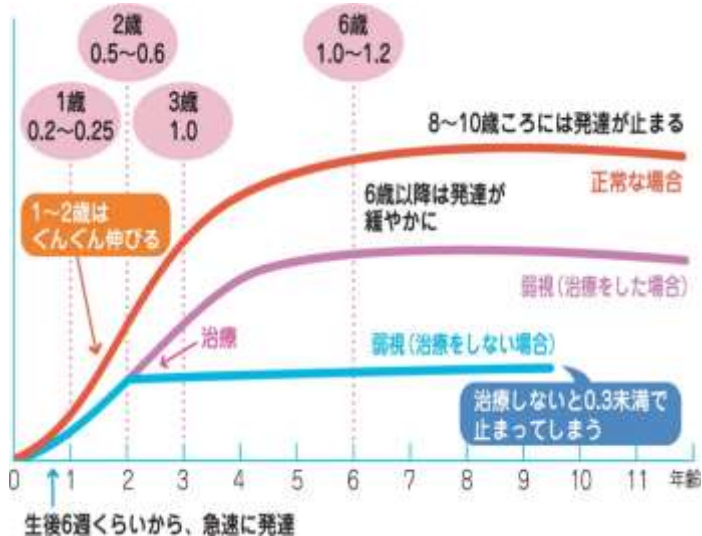 2歳
0.5～0.6
6歳
1.0～1.2
1歳
0.2～0.25
3歳
1.0
8～10歳ころには発達が止まる
正常な場合
1～2歳は
ぐんぐん伸びる
6歳以降は発達が
緩やかに
弱視（治療をした場合）
治療
弱視（治療をしない場合）
治療しないと0.3未満で
止まってしまう
0 1 2 3 4 5 6 7 8 9 10 11 年齢
生後6週くらいから、急速に発達